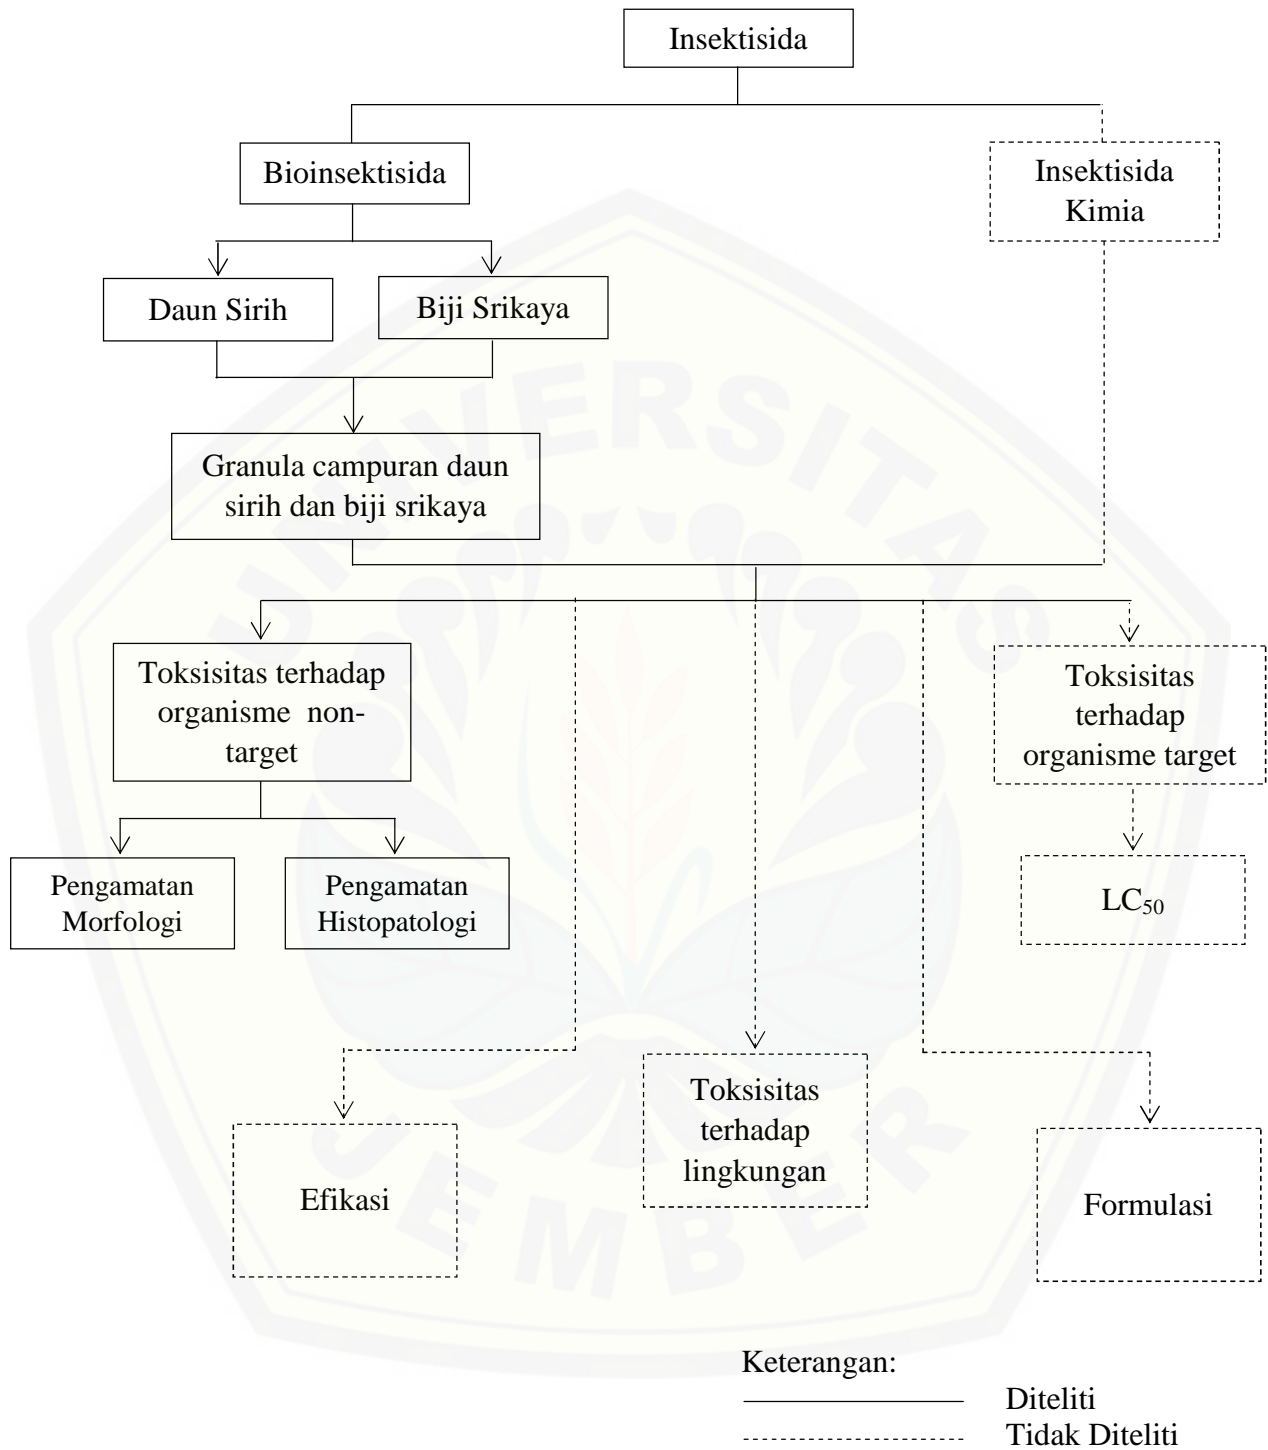 Insektisida
Bioinsektisida
Insektisida
Kimia
Daun Sirih
Biji Srikaya
Granula campuran daun
sirih dan biji srikaya
Toksisitas terhadap
organisme non-
target
Toksisitas
terhadap
organisme target
Pengamatan
Morfologi
Pengamatan
Histopatologi
LC₅₀
Efikasi
Toksisitas
terhadap
lingkungan
Formulasi
Keterangan:
Diteliti
Tidak Diteliti
UNIVERSITAS
JEMBER